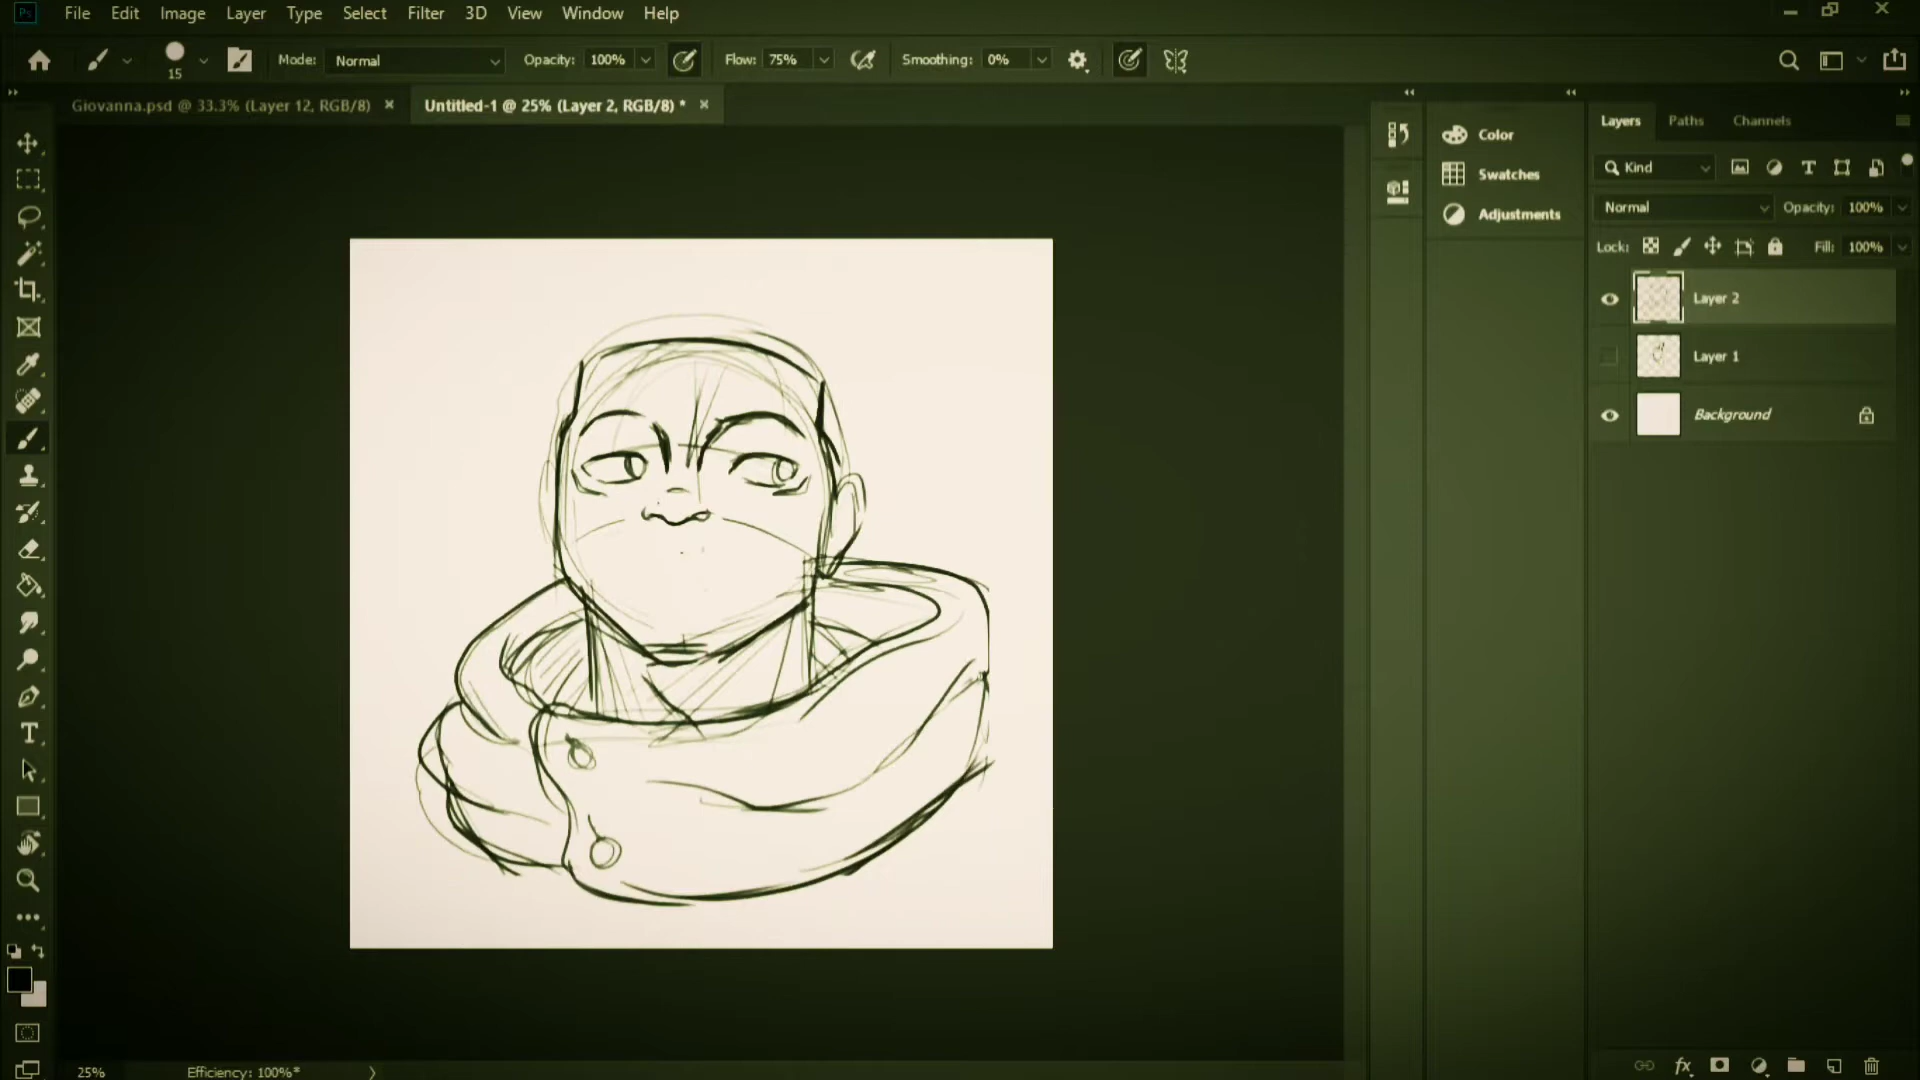 Ps File Edit Image Layer Type Select Filter 3D View Window Help
15 Mode: Normal Opacity: 100% Flow: 75% Smoothing: 0%
Giovanna.psd @ 33.3% (Layer 12, RGB/8) Untitled-1 @ 25% (Layer 2, RGB/8) *
Color
Swatches
Adjustments
Layers Paths Channels
Kind
Normal Opacity: 100%
Lock: Fill: 100%
Layer 2
Layer 1
Background
25% Efficiency: 100%*